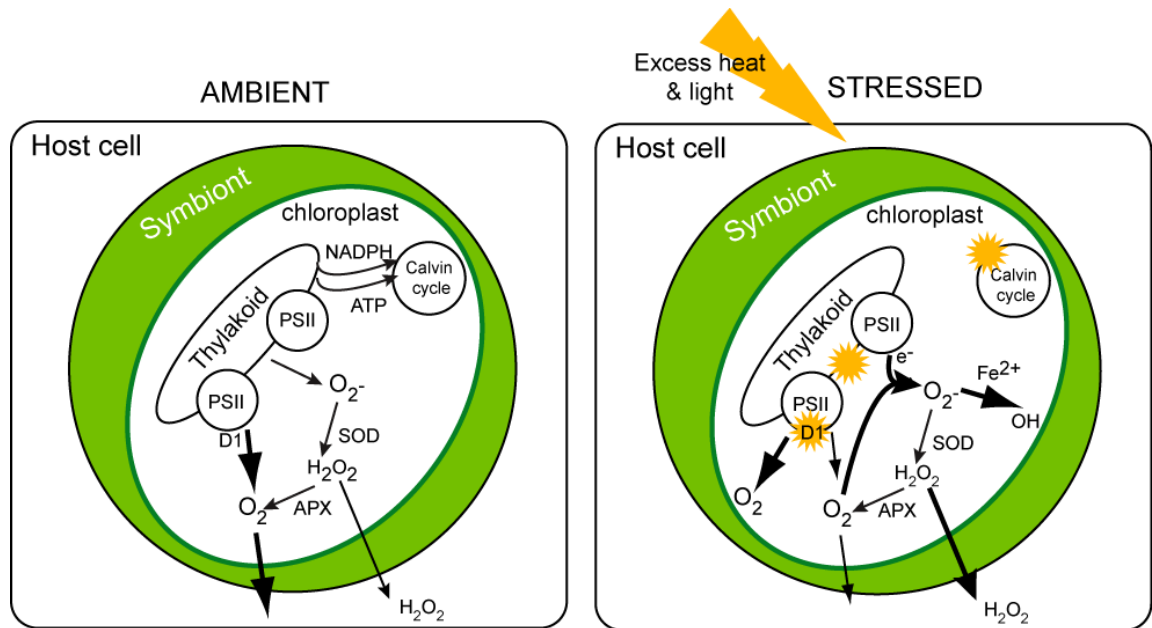 AMBIENT
Host cell
Symbiont
chloroplast
NADPH
ATP
Calvin
cycle
Thylakoid
PSII
PSII
D1
O₂-
SOD
H₂O₂
APX
O₂
H₂O₂
Excess heat
& light
STRESSED
Host cell
Symbiont
chloroplast
Calvin
cycle
Thylakoid
PSII
e-
PSII
D1
O₂-
Fe²⁺
OH
SOD
H₂O₂
APX
O₂
O₂
H₂O₂